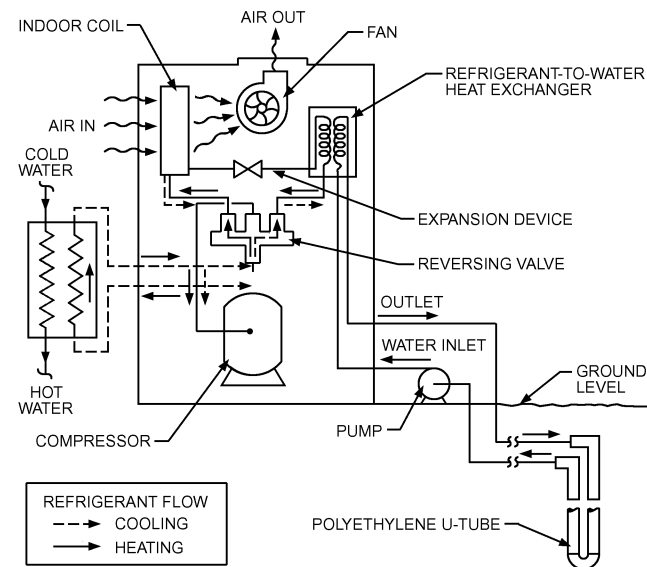 AIR OUT
INDOOR COIL
FAN
REFRIGERANT-TO-WATER
HEAT EXCHANGER
AIR IN
COLD
WATER
EXPANSION DEVICE
REVERSING VALVE
OUTLET
WATER INLET
GROUND
LEVEL
HOT
WATER
PUMP
COMPRESSOR
REFRIGERANT FLOW
COOLING
HEATING
POLYETHYLENE U-TUBE